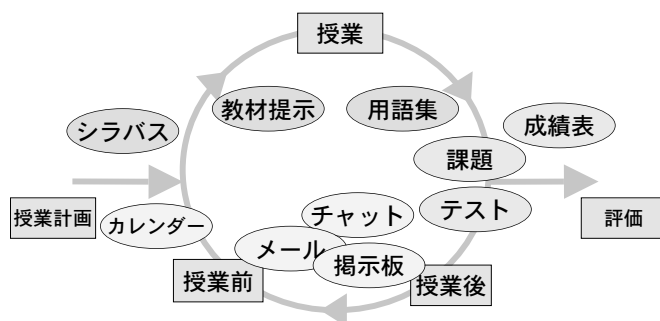 授業
教材提示
用語集
シラバス
成績表
課題
授業計画
カレンダー
チャット
テスト
評価
メール
掲示板
授業前
授業後